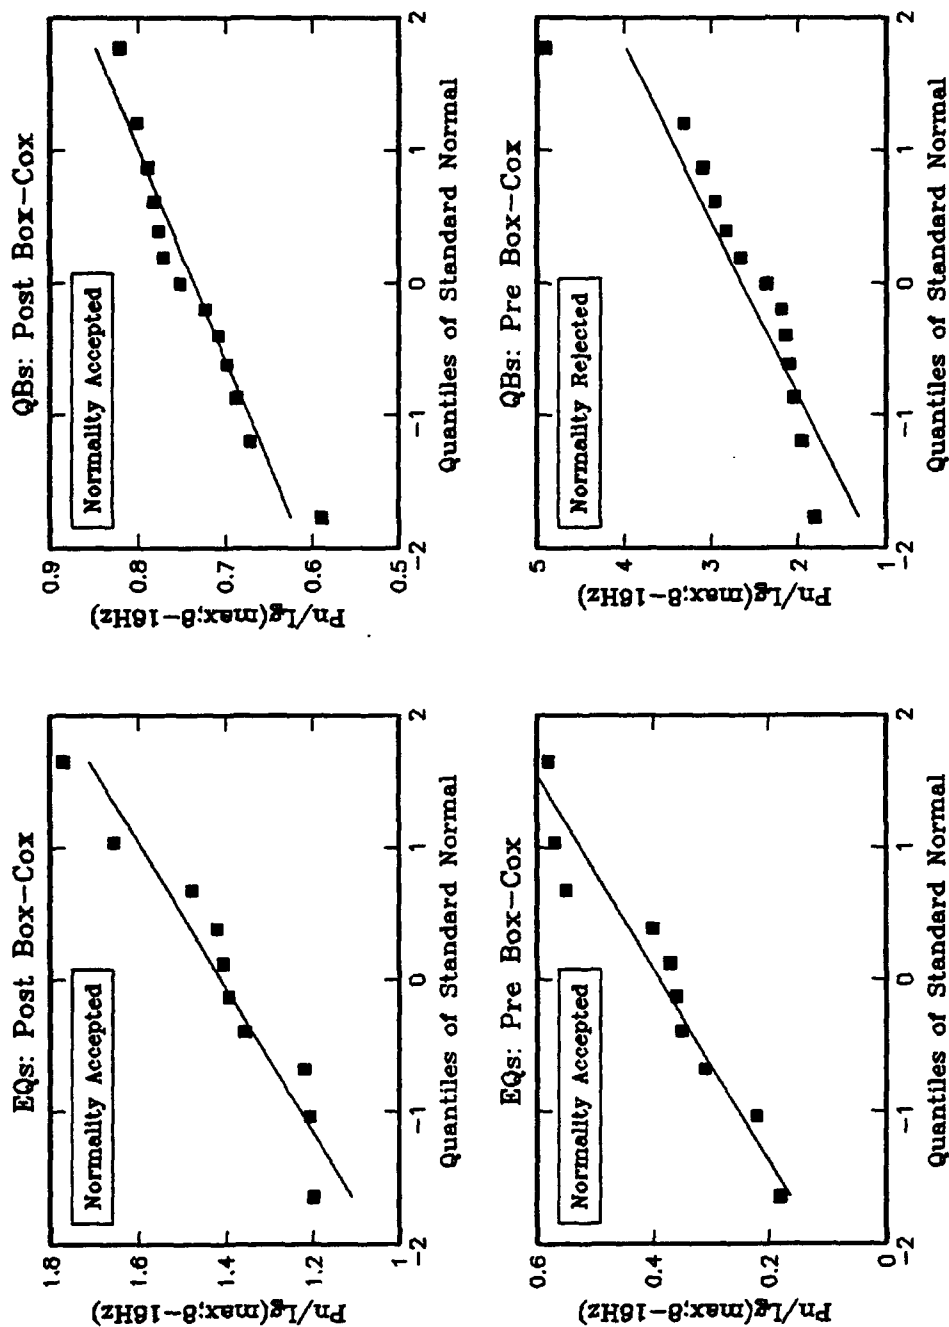 EQs: Post Box-Cox
Normality Accepted
Pn/Lg(max;8-16Hz)
1.8
1.6
1.4
1.2
1
-2
-1
0
1
2
Quantiles of Standard Normal
QBs: Post Box-Cox
Normality Accepted
Pn/Lg(max;8-16Hz)
0.9
0.8
0.7
0.6
0.5
-2
-1
0
1
2
Quantiles of Standard Normal
EQs: Pre Box-Cox
Normality Accepted
Pn/Lg(max;8-16Hz)
0.6
0.4
0.2
0
-2
-1
0
1
2
Quantiles of Standard Normal
QBs: Pre Box-Cox
Normality Rejected
Pn/Lg(max;8-16Hz)
5
4
3
2
1
-2
-1
0
1
2
Quantiles of Standard Normal